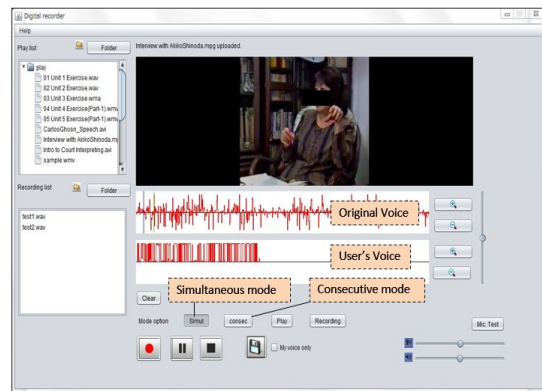 Digital recorder
Help
Play list
Folder
Interview with AkikoShinoda.mpg uploaded.
play
01 Unit 1 Exercise.wav
02 Unit 2 Exercise.wav
03 Unit 3 Exercise.wma
04 Unit 4 Exercise(Part-1).wmv
05 Unit 5 Exercise(Part-1).wmv
CarlosGhosn_Speech.avi
Interview with AkikoShinoda.m
Intro to Court Interpreting.avi
sample.wmv
Recording list
Folder
test1.wav
test2.wav
Original Voice
User's Voice
Simultaneous mode
Consecutive mode
Clear
Mode option
Simul
consec
Play
Recording
Mic. Test
My voice only